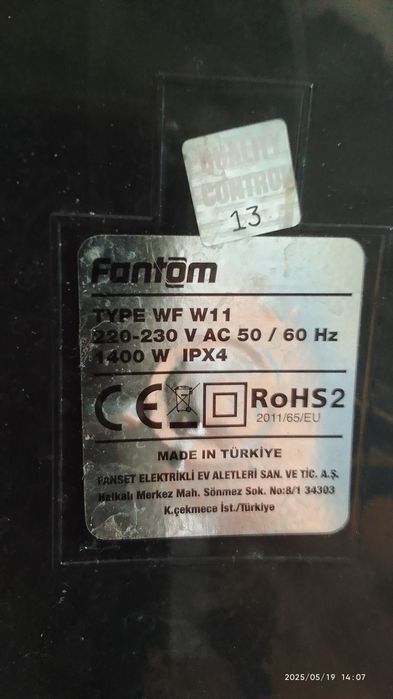 QUALITY
CONTROL
13
Fantom
TYPE WF W11
220-230 V AC 50 / 60 Hz
1400 W IPX4
CE RoHS2
2011/65/EU
MADE IN TÜRKİYE
FANSET ELEKTRİKLİ EV ALETLERİ SAN. VE TİC. A.Ş.
Halkalı Merkez Mah. Sönmez Sok. No:8/1 34303
K.çekmece İst./Türkiye
2025/05/19 14:07